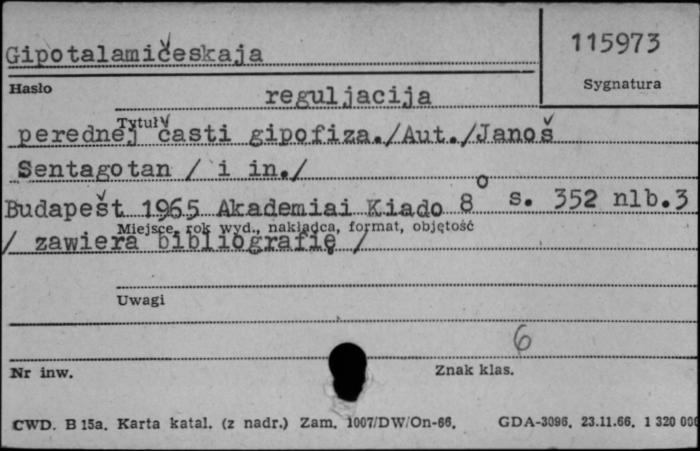 Gipotalamičeskaja
115973
Hasło
Sygnatura
reguljacija
Tytuł
perednej časti gipofiza./Aut./Janoš
Sentagotan / i in./
Budapešt 1965 Akademiai Kiado 8° s. 352 nlb.3
Miejsce, rok wyd., nakładca, format, objętość
/ zawiera bibliografię /
Uwagi
6
Nr inw.
Znak klas.
CWD. B 15a. Karta katal. (z nadr.) Zam. 1007/DW/On-66. GDA-3096. 23.11.66. 1 320 000